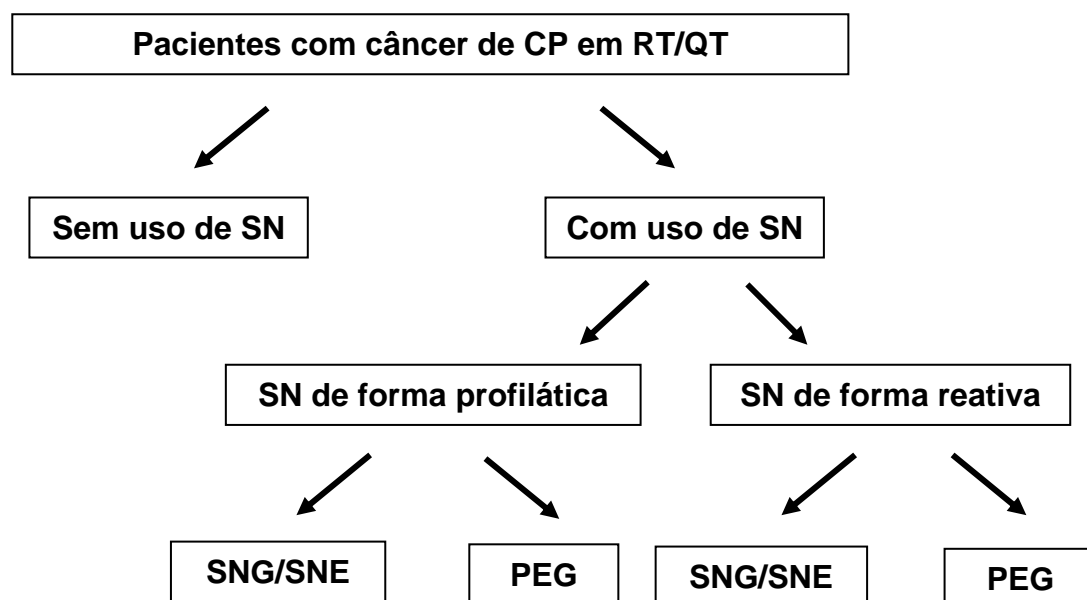 Pacientes com câncer de CP em RT/QT
Sem uso de SN
Com uso de SN
SN de forma profilática
SN de forma reativa
SNG/SNE
PEG
SNG/SNE
PEG